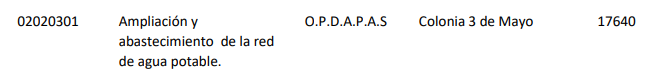 02020301 Ampliación y O.P.D.A.P.A.S Colonia 3 de Mayo 17640
abastecimiento de la red
de agua potable.